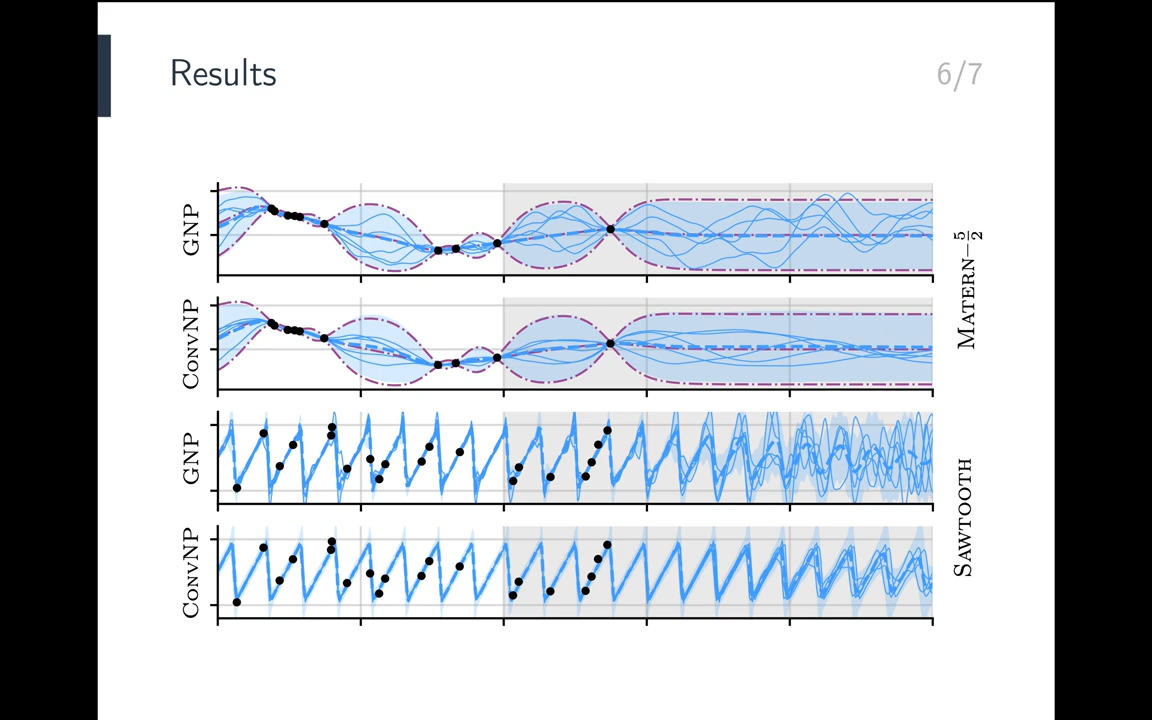 Results
6/7
GNP
ConvNP
Matern–5/2
GNP
ConvNP
Sawtooth